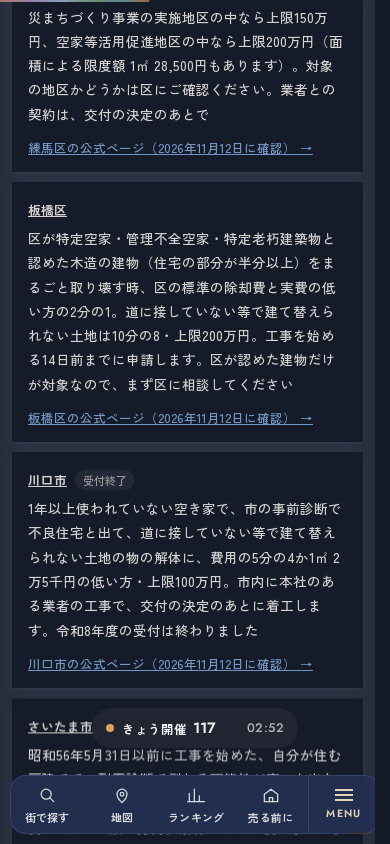 災まちづくり事業の実施地区の中なら上限150万
円、空家等活用促進地区の中なら上限200万円（面
積による限度額 1㎡ 28,500円もあります）。対象
の地区かどうかは区にご確認ください。業者との
契約は、交付の決定のあとで
練馬区の公式ページ（2026年11月12日に確認） →
板橋区
区が特定空家・管理不全空家・特定老朽建築物と
認めた木造の建物（住宅の部分が半分以上）をま
るごと取り壊す時、区の標準の除却費と実費の低
い方の2分の1。道に接していない等で建て替えら
れない土地は10分の8・上限200万円。工事を始め
る14日前までに申請します。区が認めた建物だけ
が対象なので、まず区に相談してください
板橋区の公式ページ（2026年11月12日に確認） →
川口市 受付終了
1年以上使われていない空き家で、市の事前診断で
不良住宅と出て、道に接していない等で建て替え
られない土地の物の解体に、費用の5分の4か1㎡ 2
万5千円の低い方・上限100万円。市内に本社のあ
る業者の工事で、交付の決定のあとに着工しま
す。令和8年度の受付は終わりました
川口市の公式ページ（2026年11月12日に確認） →
さいたま市
きょう開催 117 02:52
昭和56年5月31日以前に工事を始めた、自分が住む
街で探す 地図 ランキング 売る前に MENU